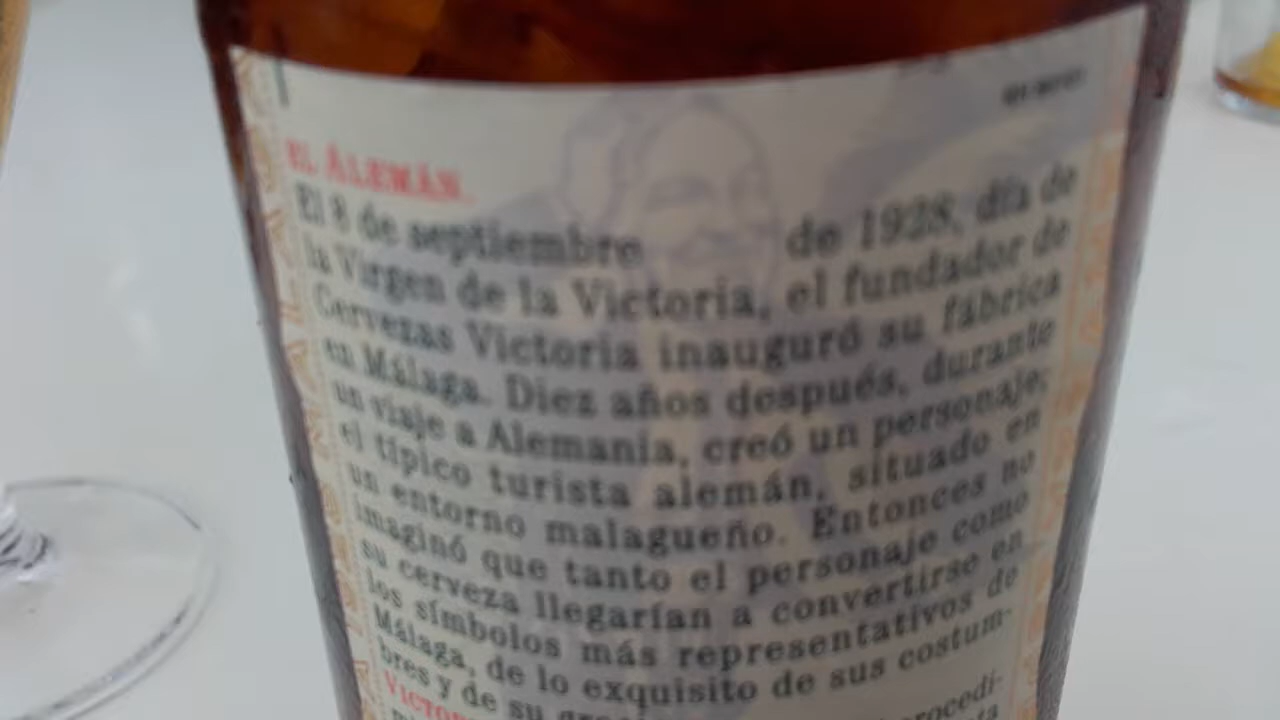 EL ALEMÁN
El 8 de septiembre de 1928, día de
la Virgen de la Victoria, el fundador de
Cervezas Victoria inauguró su fábrica
en Málaga. Diez años después, durante
un viaje a Alemania, creó un personaje:
el típico turista alemán, situado en
un entorno malagueño. Entonces no
imaginó que tanto el personaje como
su cerveza llegarían a convertirse en
los símbolos más representativos de
Málaga, de lo exquisito de sus costum-
bres y de su
procedi-